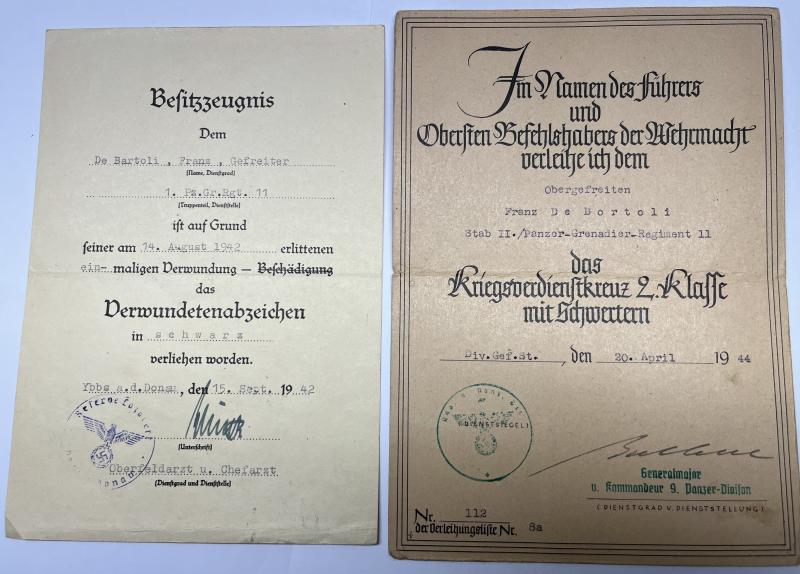 Besitzzeugnis
Dem
De Bartoli , Franz , Gefreiter
(Name, Dienstgrad)
1. Pz.Gr.Rgt. 11
(Truppenteil, Dienststelle)
ist auf Grund
seiner am 14. August 1942 erlittenen
ein- maligen Verwundung – Beschädigung
das
Verwundetenabzeichen
in schwarz
verliehen worden.
Ybbs a.d.Donau, den 15. Sept. 1942
(Unterschrift)
Oberfeldarzt u. Chefarzt
(Dienstgrad und Dienststelle)
Im Namen des Führers
und
Obersten Befehlshabers der Wehrmacht
verleihe ich dem
Obergefreiten
Franz De Bortoli
Stab II./Panzer-Grenadier-Regiment 11
das
Kriegsverdienstkreuz 2. Klasse
mit Schwertern
Div.Gef.St. , den 20. April 1944
(DIENSTSIEGEL)
Generalmajor
u. Kommandeur 9. Panzer-Division
(DIENSTGRAD U. DIENSTSTELLUNG)
Nr. 112
der Verleihungsliste Nr. 8a